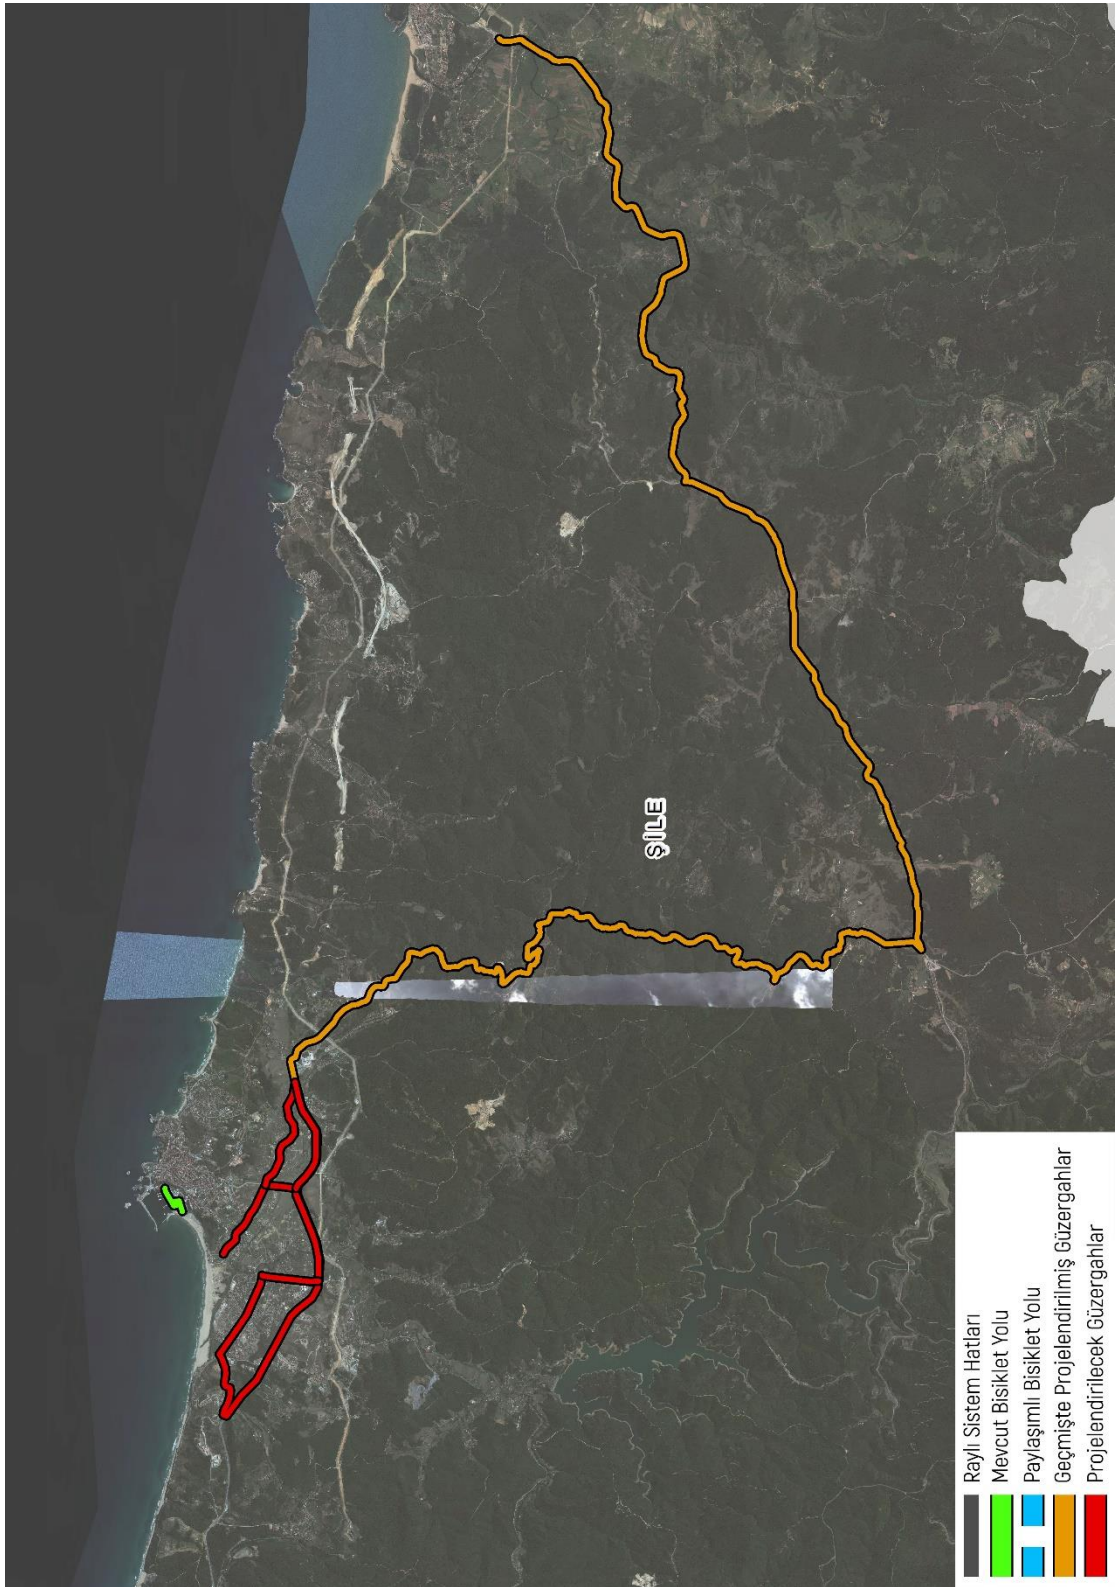 ŞİLE
Raylı Sistem Hatları
Mevcut Bisiklet Yolu
Paylaşımlı Bisiklet Yolu
Geçmişte Projelendirilmiş Güzergahlar
Projelendirilecek Güzergahlar